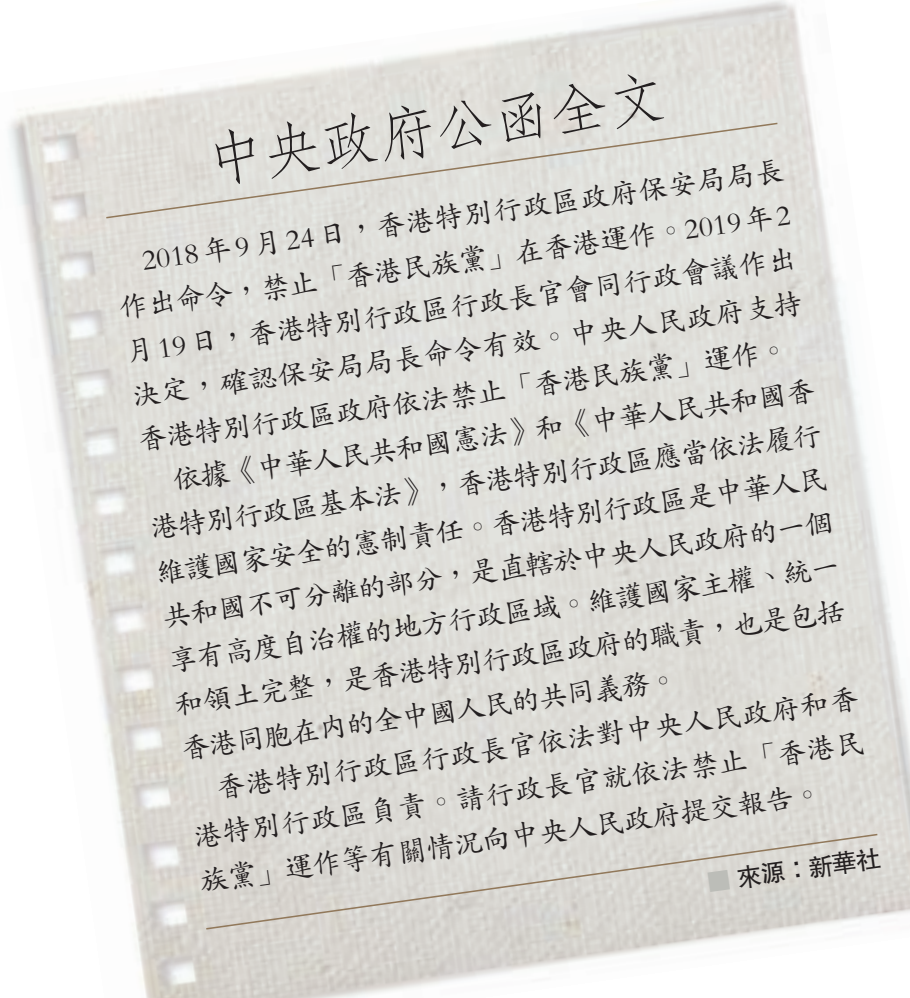 中央政府公函全文
2018年9月24日，香港特別行政區政府保安局局長
作出命令，禁止「香港民族黨」在香港運作。2019年2
月19日，香港特別行政區行政長官會同行政會議作出
決定，確認保安局局長命令有效。中央人民政府支持
香港特別行政區政府依法禁止「香港民族黨」運作。
依據《中華人民共和國憲法》和《中華人民共和國香
港特別行政區基本法》，香港特別行政區應當依法履行
維護國家安全的憲制責任。香港特別行政區是中華人民
共和國不可分離的部分，是直轄於中央人民政府的一個
享有高度自治權的地方行政區域。維護國家主權、統一
和領土完整，是香港特別行政區政府的職責，也是包括
香港同胞在內的全中國人民的共同義務。
香港特別行政區行政長官依法對中央人民政府和香
港特別行政區負責。請行政長官就依法禁止「香港民
族黨」運作等有關情況向中央人民政府提交報告。
■ 來源：新華社